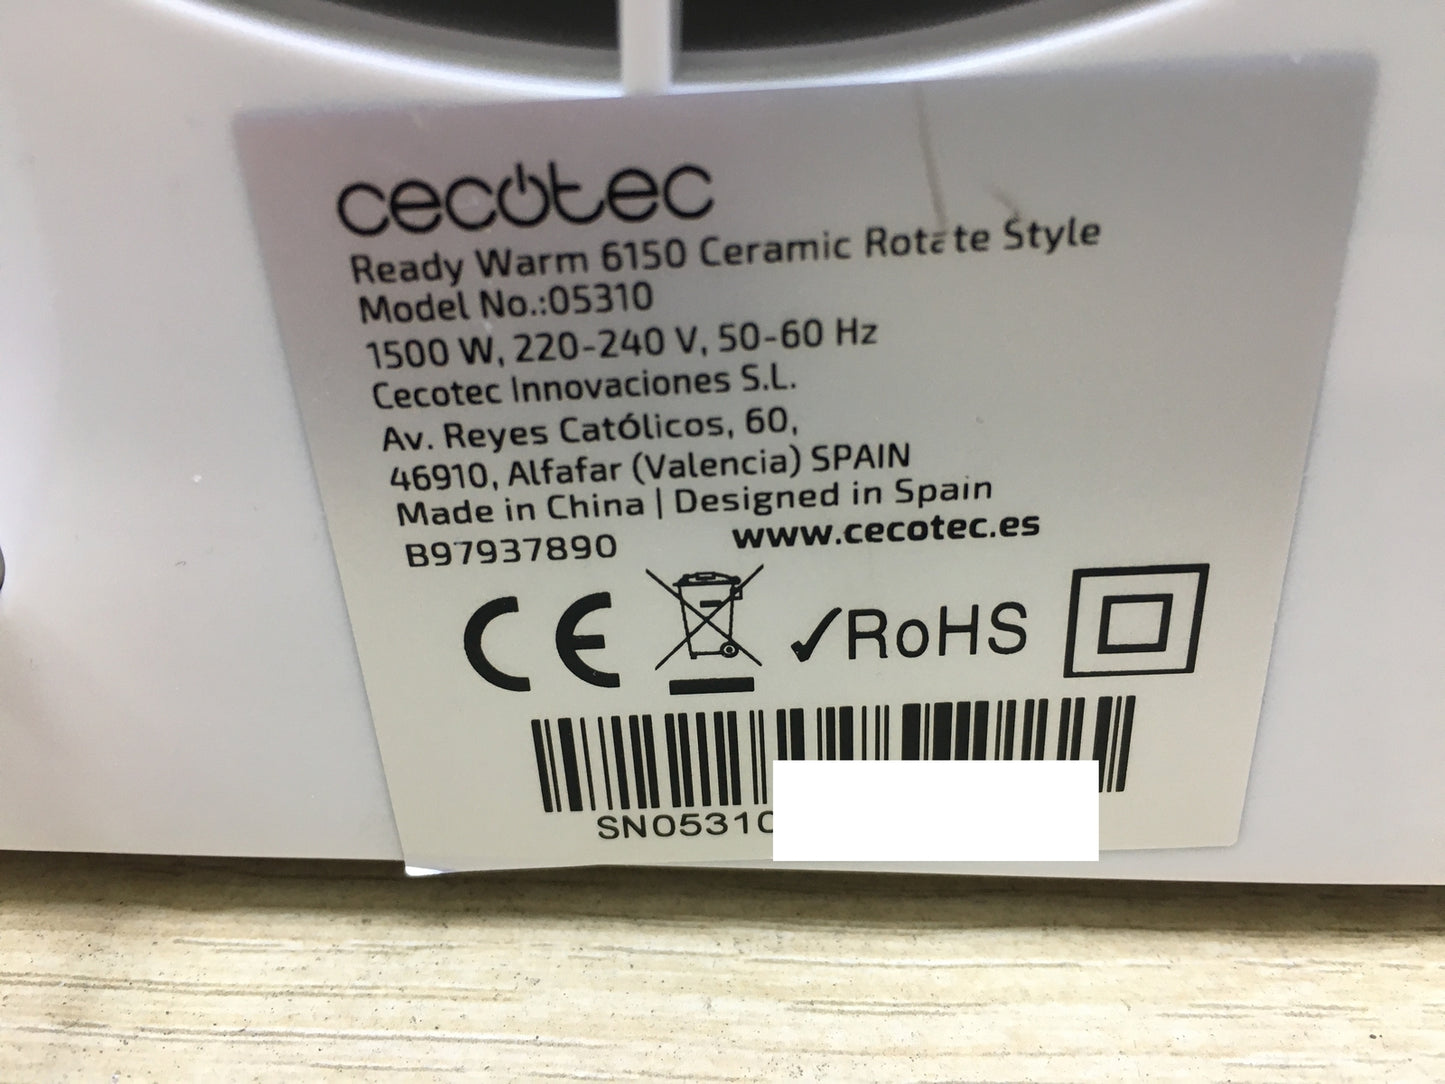 cecotec
Ready Warm 6150 Ceramic Rotate Style
Model No.:05310
1500 W, 220-240 V, 50-60 Hz
Cecotec Innovaciones S.L.
Av. Reyes Católicos, 60,
46910, Alfafar (Valencia) SPAIN
Made in China | Designed in Spain
B97937890 www.cecotec.es
CE ✓RoHS
SN05310